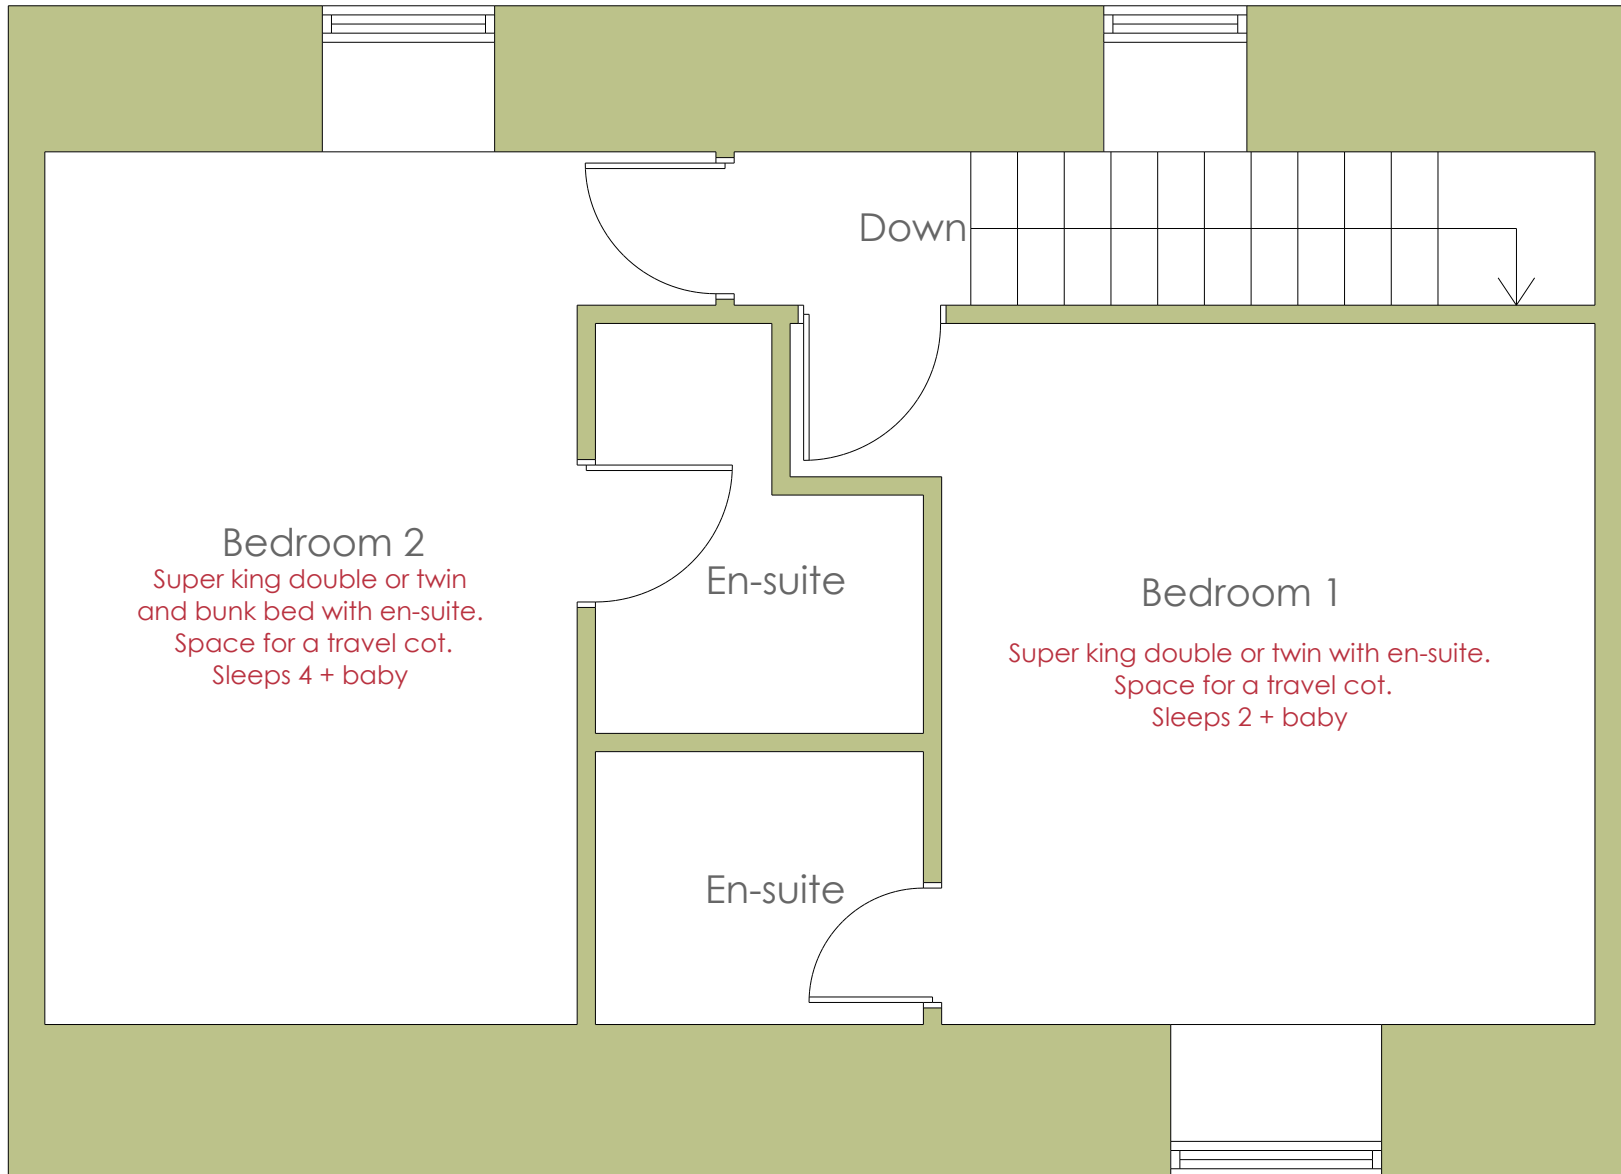 Down
Bedroom 2
Super king double or twin
and bunk bed with en-suite.
Space for a travel cot.
Sleeps 4 + baby
En-suite
Bedroom 1
Super king double or twin with en-suite.
Space for a travel cot.
Sleeps 2 + baby
En-suite